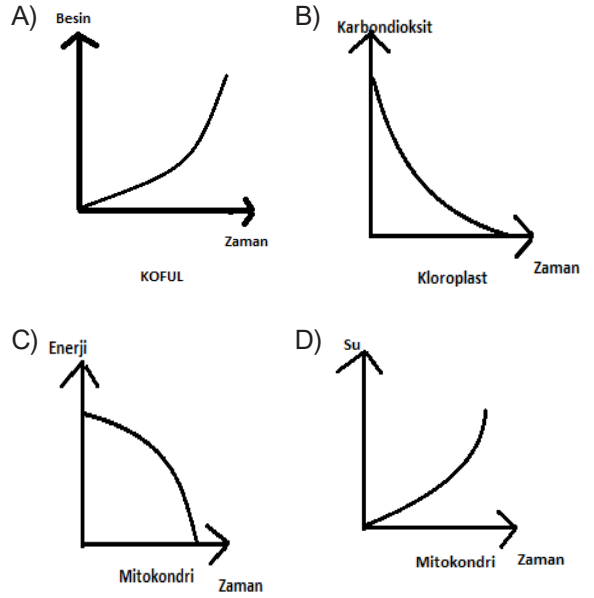 A)
Besin
Zaman
KOFUL
B)
Karbondioksit
Zaman
Kloroplast
C)
Enerji
Mitokondri
Zaman
D)
Su
Mitokondri
Zaman